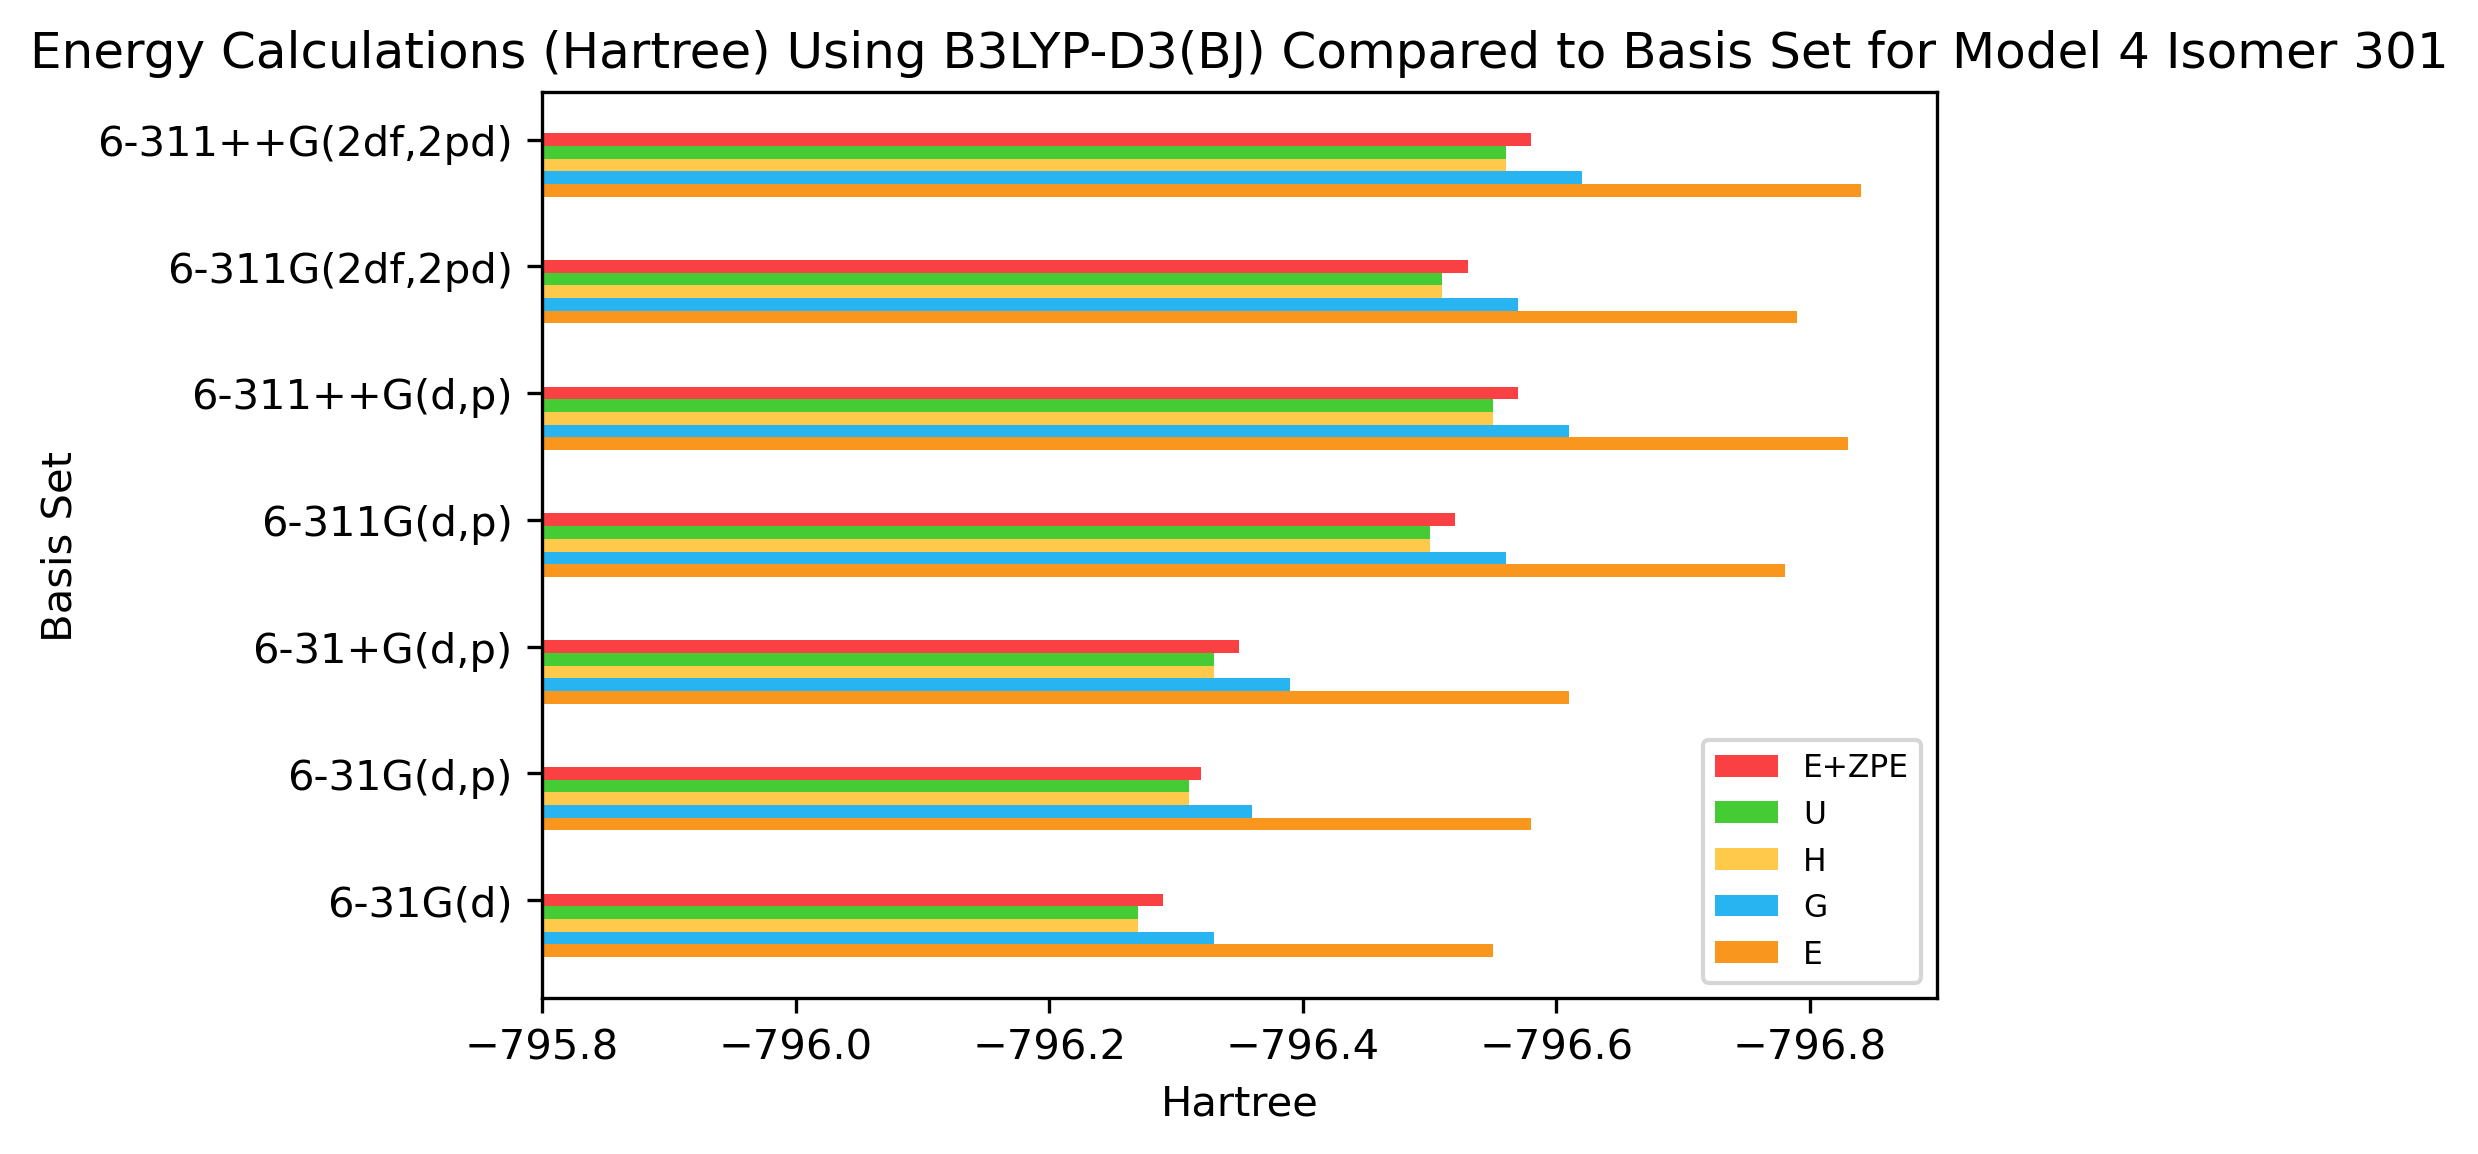 Energy Calculations (Hartree) Using B3LYP-D3(BJ) Compared to Basis Set for Model 4 Isomer 301
6-311++G(2df,2pd)
6-311G(2df,2pd)
6-311++G(d,p)
6-311G(d,p)
6-31+G(d,p)
6-31G(d,p)
6-31G(d)
Basis Set
E+ZPE
U
H
G
E
−795.8 −796.0 −796.2 −796.4 −796.6 −796.8
Hartree